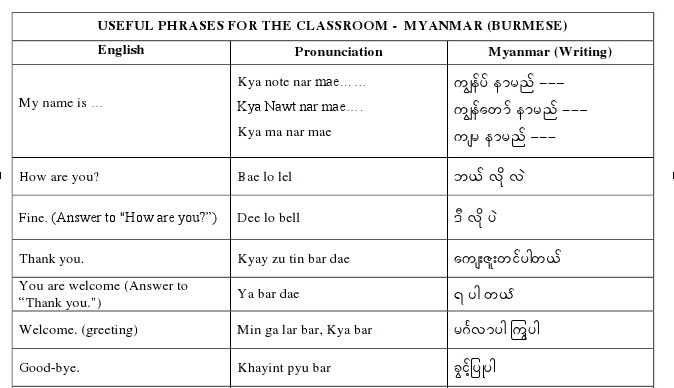 USEFUL PHRASES FOR THE CLASSROOM - MYANMAR (BURMESE)
English Pronunciation Myanmar (Writing)
My name is …
Kya note nar mae……
Kya Nawt nar mae….
Kya ma nar mae
ကျွန်ပ် နာမည် ---
ကျွန်တော် နာမည် ---
ကျမ နာမည် ---
How are you? Bae lo lel ဘယ် လို လဲ
Fine. (Answer to "How are you?”) Dee lo bell ဒီ လို ပဲ
Thank you. Kyay zu tin bar dae ကျေးဇူးတင်ပါတယ်
You are welcome (Answer to
“Thank you.")
Ya bar dae ရ ပါ တယ်
Welcome. (greeting) Min ga lar bar, Kya bar မင်္ဂလာပါ ကြွပါ
Good-bye. Khayint pyu bar ခွင့်ပြုပါ